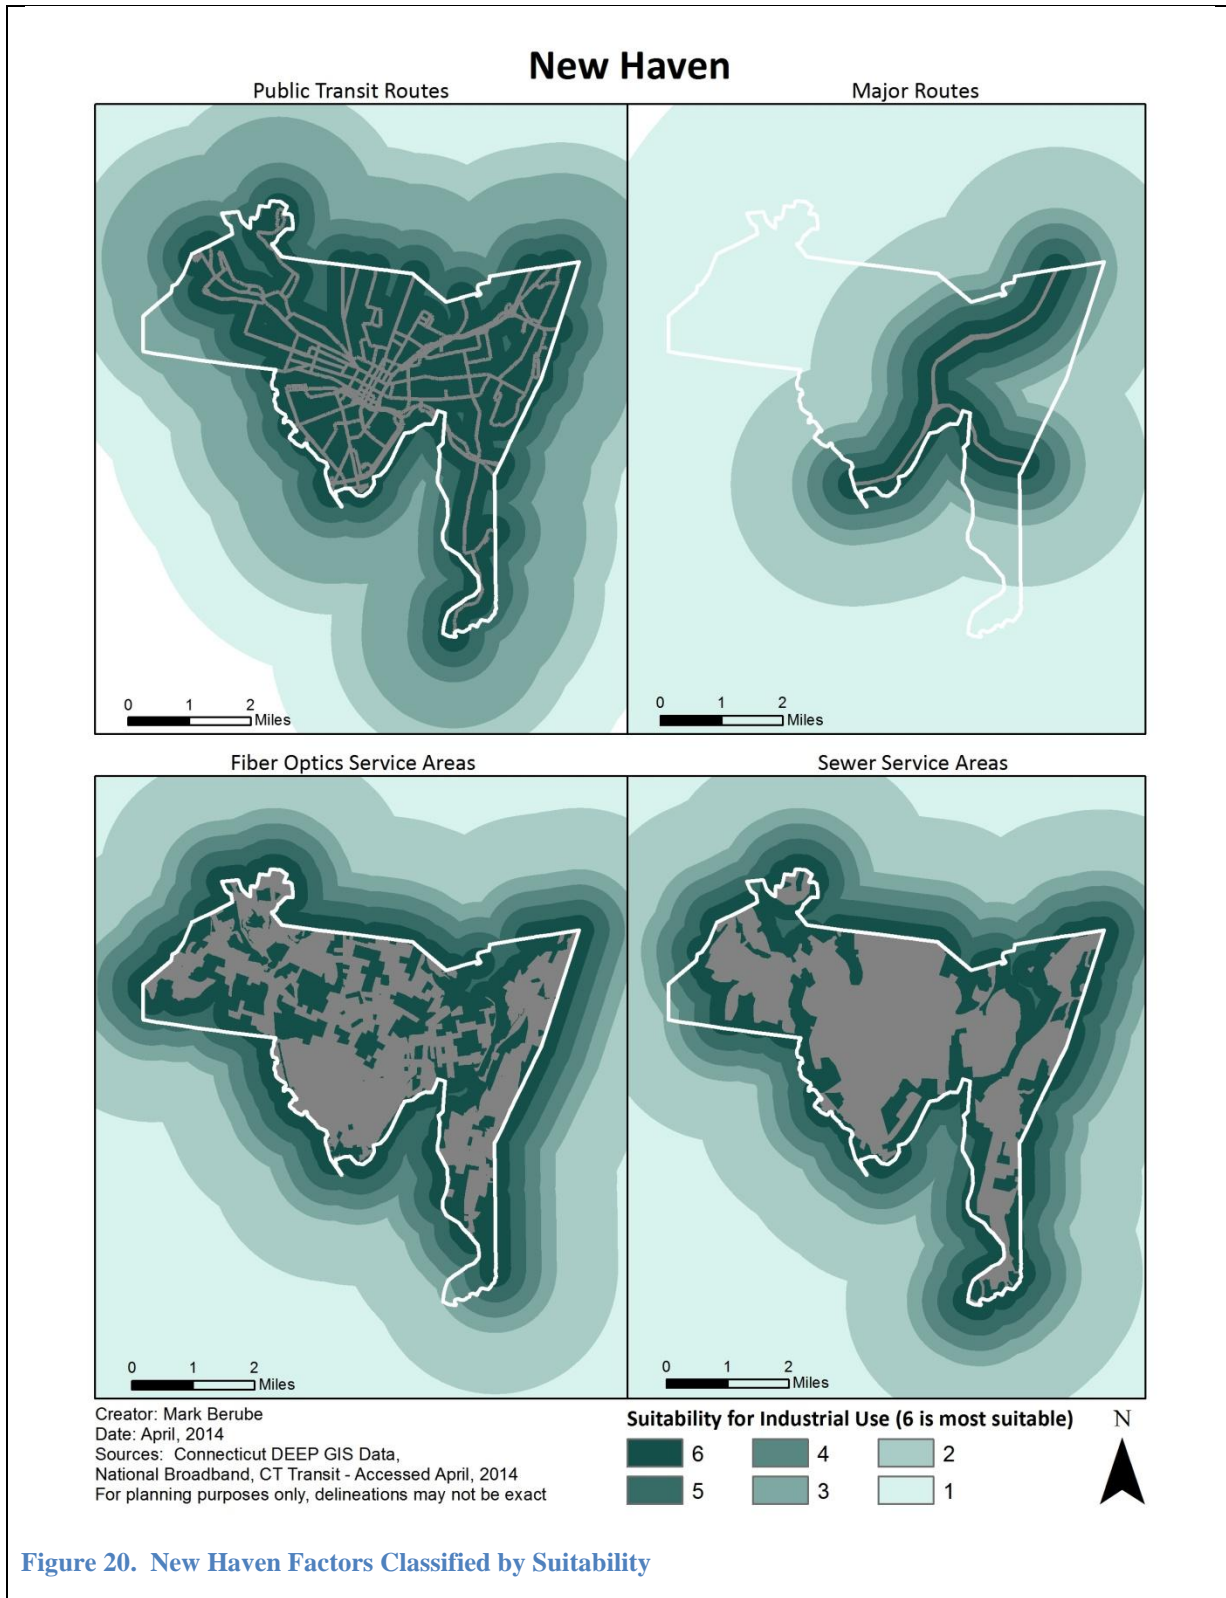 New Haven
Public Transit Routes
Major Routes
0 1 2
Miles
0 1 2
Miles
Fiber Optics Service Areas
Sewer Service Areas
0 1 2
Miles
0 1 2
Miles
Creator: Mark Berube
Date: April, 2014
Sources: Connecticut DEEP GIS Data,
National Broadband, CT Transit - Accessed April, 2014
For planning purposes only, delineations may not be exact
Suitability for Industrial Use (6 is most suitable)
6 4 2
5 3 1
N
Figure 20. New Haven Factors Classified by Suitability